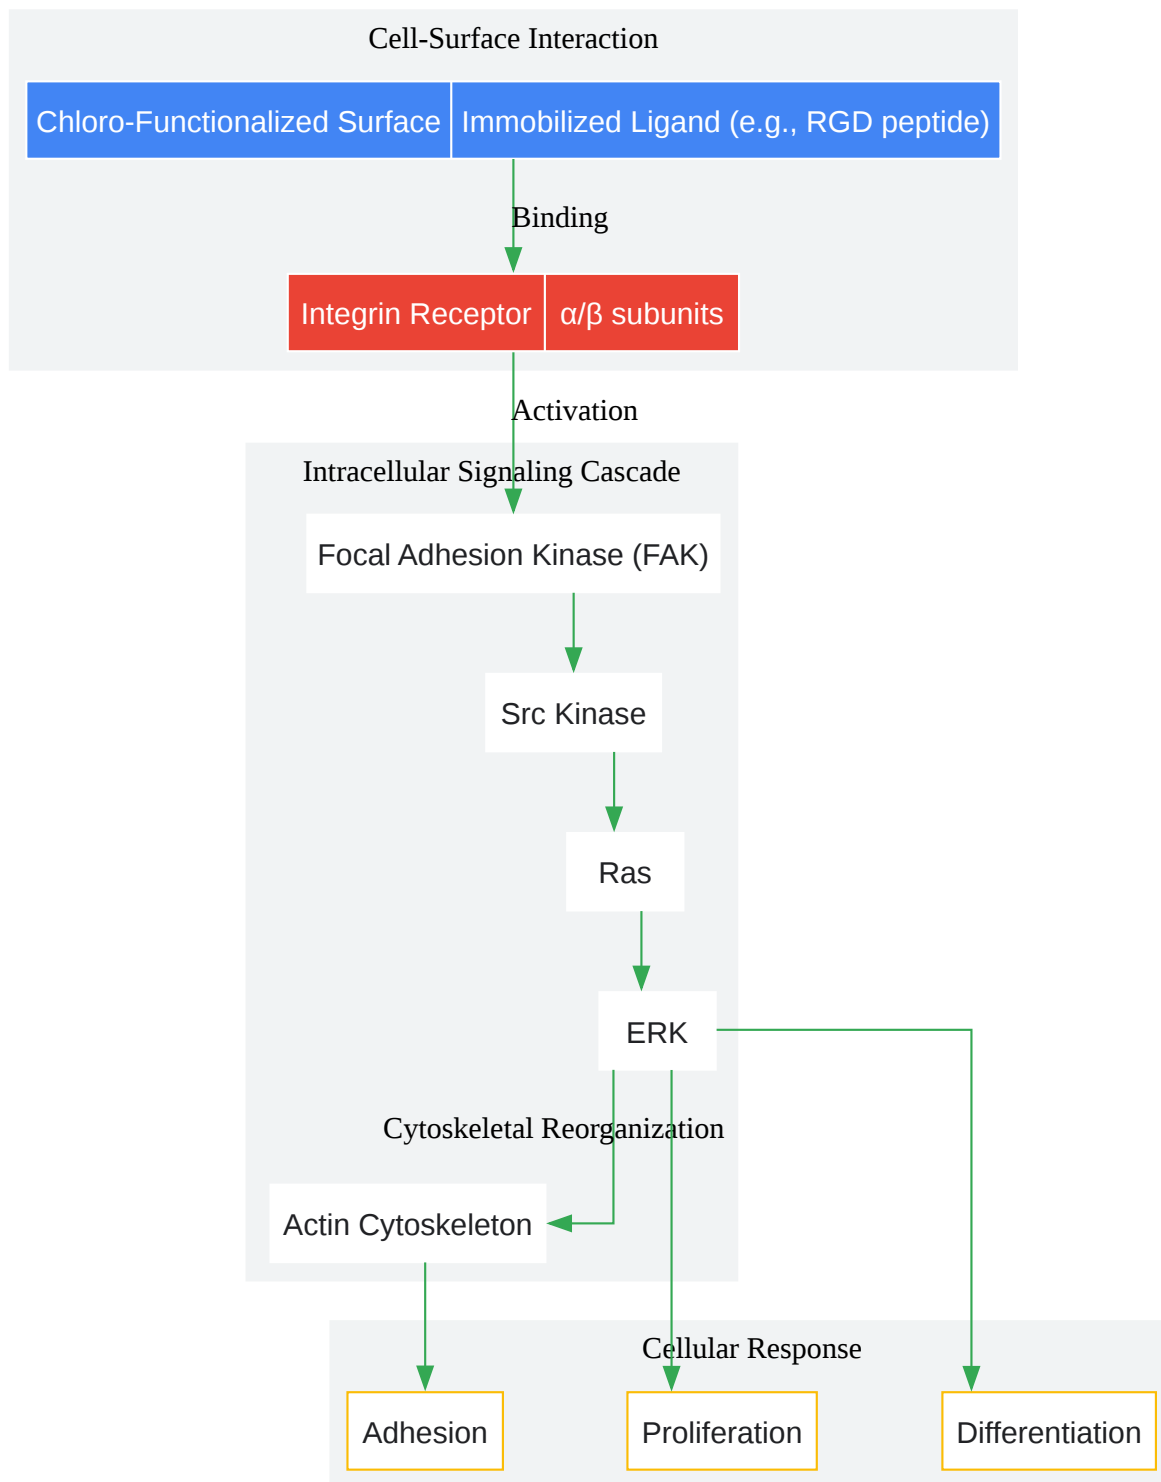 Cell-Surface Interaction
Chloro-Functionalized Surface
Immobilized Ligand (e.g., RGD peptide)
Binding
Integrin Receptor
α/β subunits
Activation
Intracellular Signaling Cascade
Focal Adhesion Kinase (FAK)
Src Kinase
Ras
ERK
Cytoskeletal Reorganization
Actin Cytoskeleton
Cellular Response
Adhesion
Proliferation
Differentiation